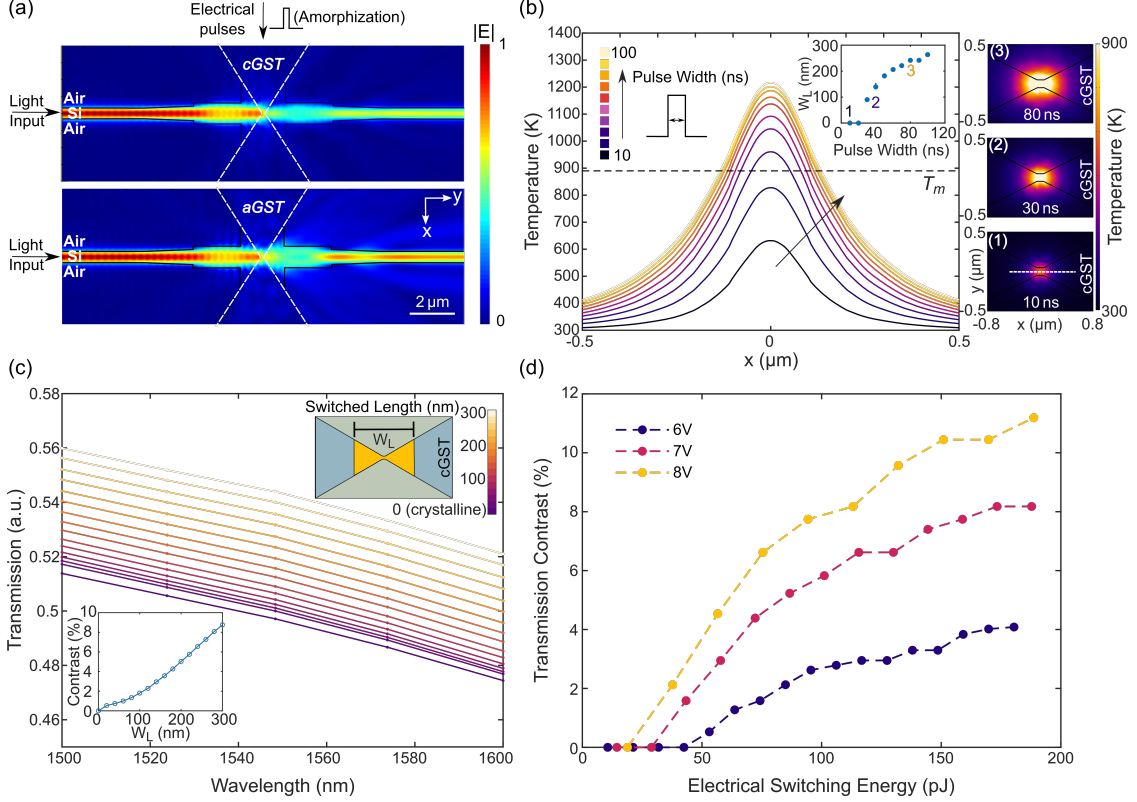 (a)
Electrical
pulses
(Amorphization)
|E|
1
0
cGST
Air
Si
Air
Light
Input
aGST
Air
Si
Air
Light
Input
y
x
2 μm
(b)
1400
1300
1200
1100
1000
900
800
700
600
500
400
300
Temperature (K)
-0.5
0
0.5
x (μm)
100
Pulse Width (ns)
10
Tm
300
200
100
0
WL (nm)
0
40
80
120
Pulse Width (ns)
1
2
3
(3)
cGST
80 ns
(2)
cGST
30 ns
(1)
cGST
10 ns
0.5
0.5
0.5
0.5
0.5
0.5
y (μm)
-0.8
0.8
x (μm)
900
300
Temperature (K)
(c)
0.58
0.56
0.54
0.52
0.5
0.48
0.46
Transmission (a.u.)
1500
1520
1540
1560
1580
1600
Wavelength (nm)
Switched Length (nm)
WL
cGST
300
200
100
0 (crystalline)
10
8
6
4
2
0
Contrast (%)
0
100
200
300
WL (nm)
(d)
12
10
8
6
4
2
0
Transmission Contrast (%)
6V
7V
8V
0
50
100
150
200
Electrical Switching Energy (pJ)